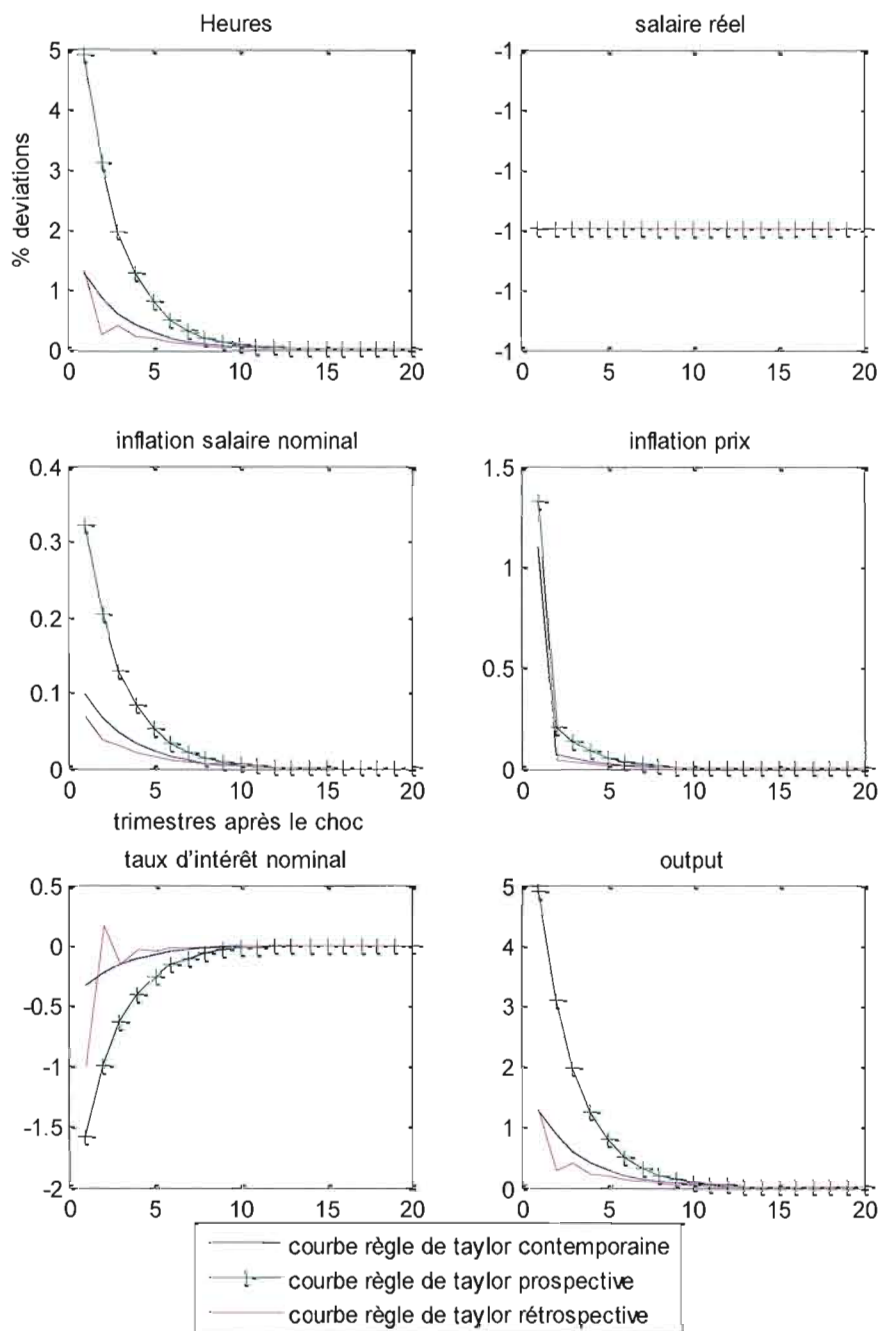 Heures
salaire réel
5
4
3
2
1
0
% deviations
0 5 10 15 20
-1
-1
-1
-1
-1
-1
0 5 10 15 20
inflation salaire nominal
inflation prix
0.4
0.3
0.2
0.1
0
0 5 10 15 20
trimestres après le choc
1.5
1
0.5
0
0 5 10 15 20
taux d'intérêt nominal
output
0.5
0
-0.5
-1
-1.5
-2
0 5 10 15 20
5
4
3
2
1
0
0 5 10 15 20
courbe règle de taylor contemporaine
courbe règle de taylor prospective
courbe règle de taylor rétrospective